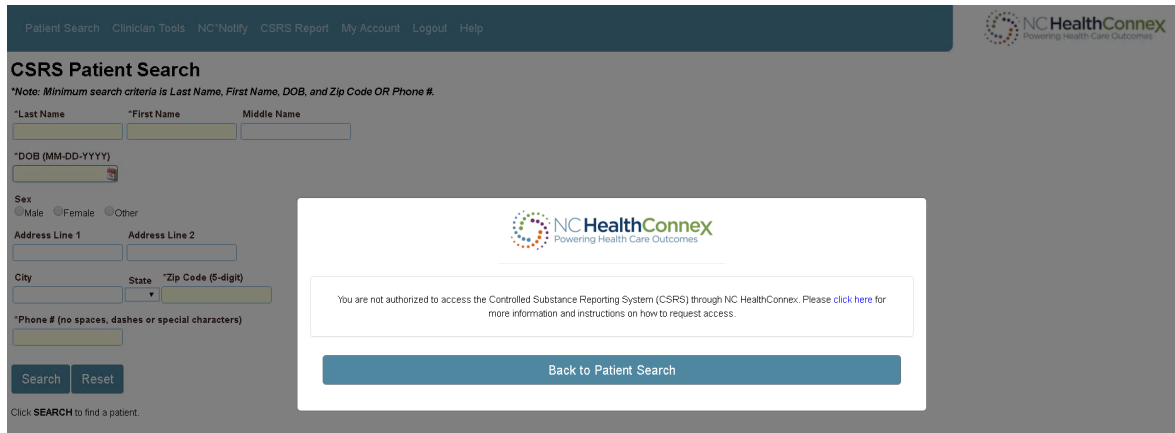 Patient Search Clinician Tools NC*Notify CSRS Report My Account Logout Help
NC HealthConnex
Powering Health Care Outcomes
CSRS Patient Search
*Note: Minimum search criteria is Last Name, First Name, DOB, and Zip Code OR Phone #.
*Last Name *First Name Middle Name
*DOB (MM-DD-YYYY)
Sex
Male Female Other
Address Line 1 Address Line 2
City State *Zip Code (5-digit)
*Phone # (no spaces, dashes or special characters)
Search Reset
Click SEARCH to find a patient.
NC HealthConnex
Powering Health Care Outcomes
You are not authorized to access the Controlled Substance Reporting System (CSRS) through NC HealthConnex. Please click here for
more information and instructions on how to request access.
Back to Patient Search